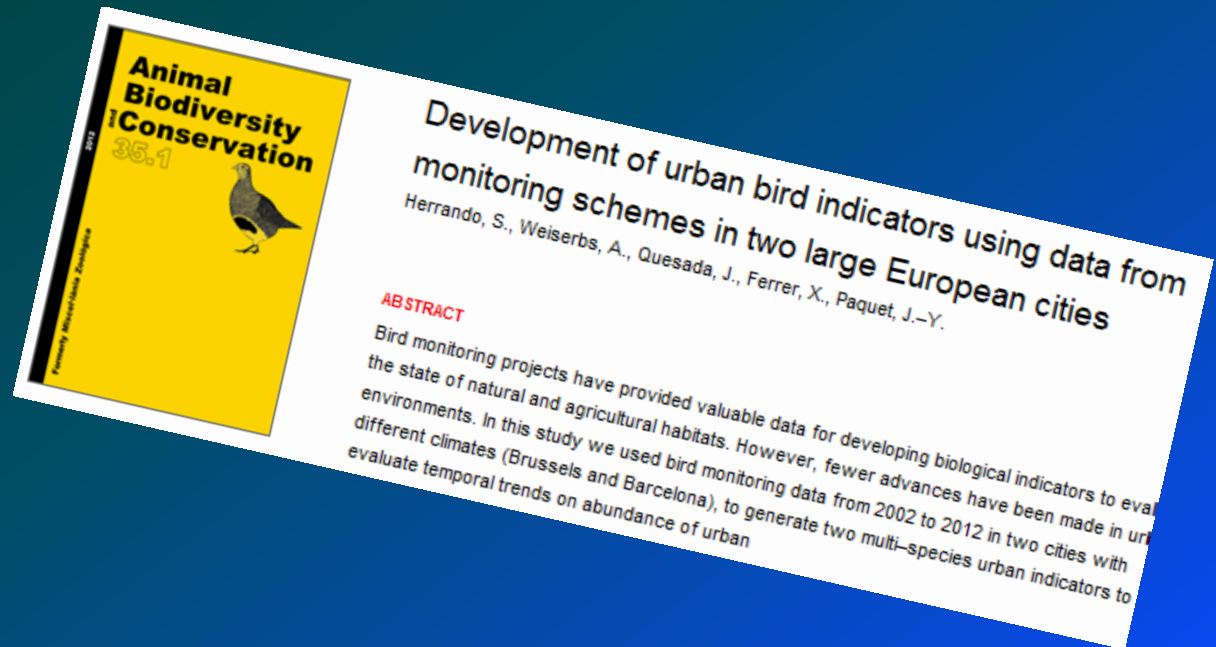 Animal
Biodiversity
and
Conservation
35.1
2012
Formerly Miscel·lània Zoològica
Development of urban bird indicators using data from
monitoring schemes in two large European cities
Herrando, S., Weiserbs, A., Quesada, J., Ferrer, X., Paquet, J.–Y.
ABSTRACT
Bird monitoring projects have provided valuable data for developing biological indicators to eval
the state of natural and agricultural habitats. However, fewer advances have been made in urb
environments. In this study we used bird monitoring data from 2002 to 2012 in two cities with
different climates (Brussels and Barcelona), to generate two multi–species urban indicators to
evaluate temporal trends on abundance of urban